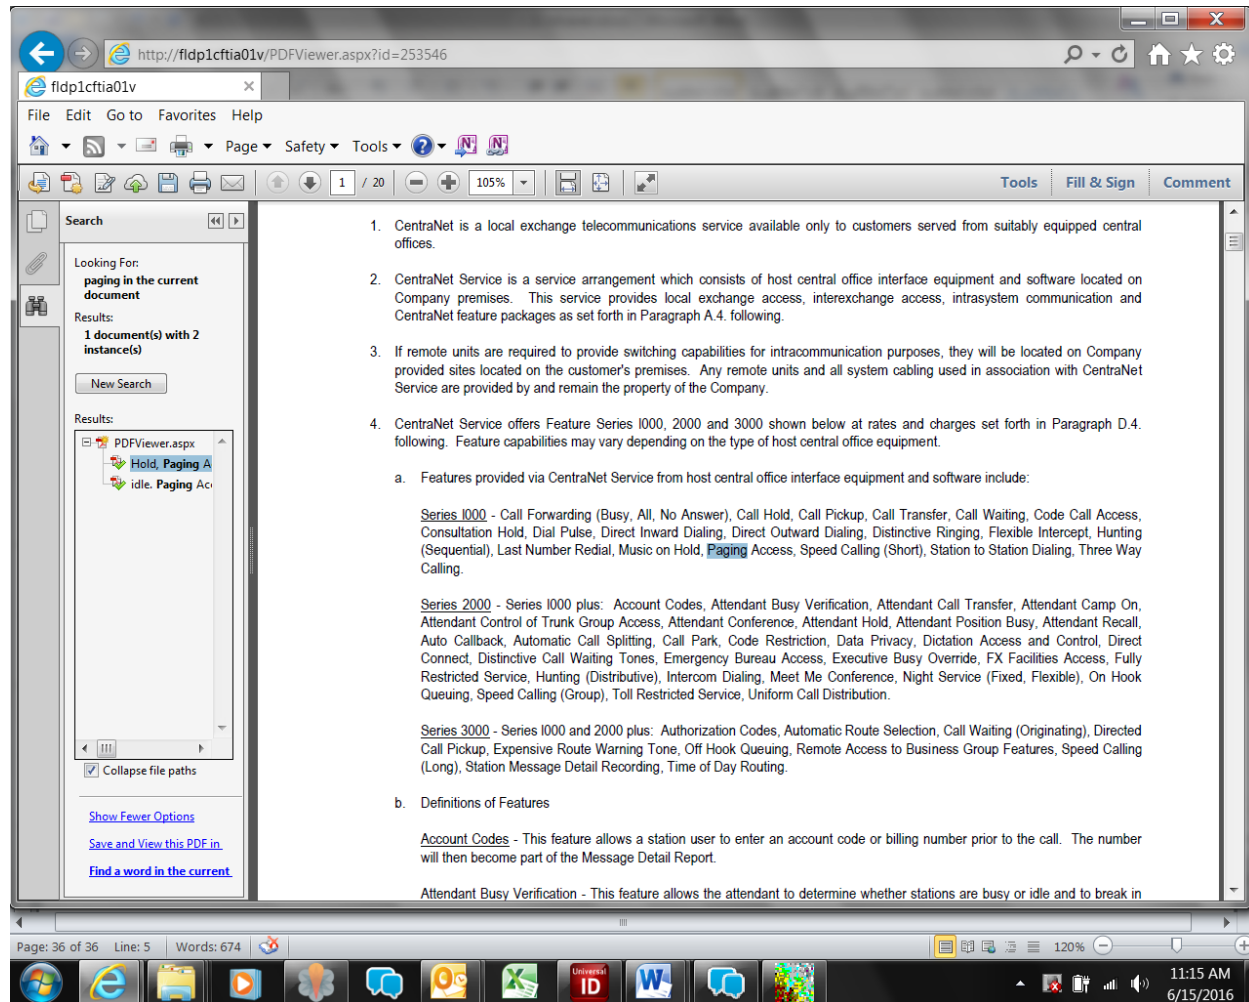 http://fldp1cftia01v/PDFViewer.aspx?id=253546
fldp1cftia01v
File Edit Go to Favorites Help
Page Safety Tools
1 / 20 105% Tools Fill & Sign Comment
Search
Looking For:
paging in the current
document
Results:
1 document(s) with 2
instance(s)
New Search
Results:
PDFViewer.aspx
Hold, Paging A
idle. Paging Acc
Collapse file paths
Show Fewer Options
Save and View this PDF in
Find a word in the current
1. CentraNet is a local exchange telecommunications service available only to customers served from suitably equipped central
offices.
2. CentraNet Service is a service arrangement which consists of host central office interface equipment and software located on
Company premises. This service provides local exchange access, interexchange access, intrasystem communication and
CentraNet feature packages as set forth in Paragraph A.4. following.
3. If remote units are required to provide switching capabilities for intracommunication purposes, they will be located on Company
provided sites located on the customer's premises. Any remote units and all system cabling used in association with CentraNet
Service are provided by and remain the property of the Company.
4. CentraNet Service offers Feature Series I000, 2000 and 3000 shown below at rates and charges set forth in Paragraph D.4.
following. Feature capabilities may vary depending on the type of host central office equipment.
a. Features provided via CentraNet Service from host central office interface equipment and software include:
Series I000 - Call Forwarding (Busy, All, No Answer), Call Hold, Call Pickup, Call Transfer, Call Waiting, Code Call Access,
Consultation Hold, Dial Pulse, Direct Inward Dialing, Direct Outward Dialing, Distinctive Ringing, Flexible Intercept, Hunting
(Sequential), Last Number Redial, Music on Hold, Paging Access, Speed Calling (Short), Station to Station Dialing, Three Way
Calling.
Series 2000 - Series I000 plus: Account Codes, Attendant Busy Verification, Attendant Call Transfer, Attendant Camp On,
Attendant Control of Trunk Group Access, Attendant Conference, Attendant Hold, Attendant Position Busy, Attendant Recall,
Auto Callback, Automatic Call Splitting, Call Park, Code Restriction, Data Privacy, Dictation Access and Control, Direct
Connect, Distinctive Call Waiting Tones, Emergency Bureau Access, Executive Busy Override, FX Facilities Access, Fully
Restricted Service, Hunting (Distributive), Intercom Dialing, Meet Me Conference, Night Service (Fixed, Flexible), On Hook
Queuing, Speed Calling (Group), Toll Restricted Service, Uniform Call Distribution.
Series 3000 - Series I000 and 2000 plus: Authorization Codes, Automatic Route Selection, Call Waiting (Originating), Directed
Call Pickup, Expensive Route Warning Tone, Off Hook Queuing, Remote Access to Business Group Features, Speed Calling
(Long), Station Message Detail Recording, Time of Day Routing.
b. Definitions of Features
Account Codes - This feature allows a station user to enter an account code or billing number prior to the call. The number
will then become part of the Message Detail Report.
Attendant Busy Verification - This feature allows the attendant to determine whether stations are busy or idle and to break in
Page: 36 of 36 Line: 5 Words: 674 120%
Universal
ID
11:15 AM
6/15/2016